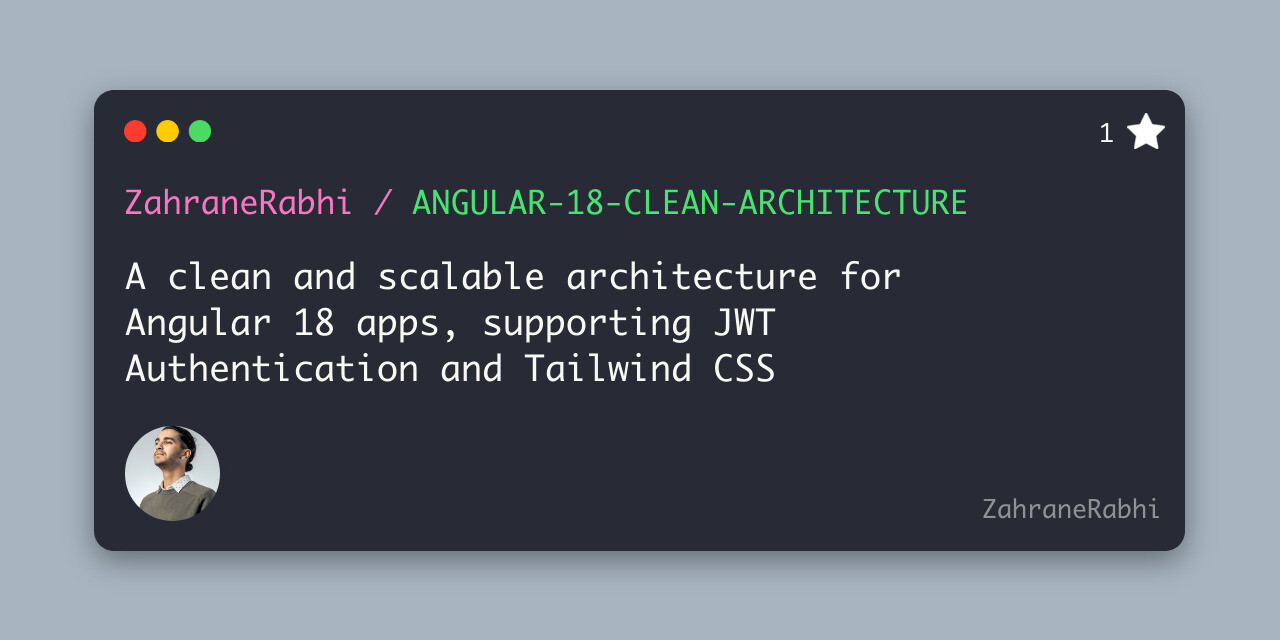 1
ZahraneRabhi / ANGULAR-18-CLEAN-ARCHITECTURE
A clean and scalable architecture for
Angular 18 apps, supporting JWT
Authentication and Tailwind CSS
ZahraneRabhi